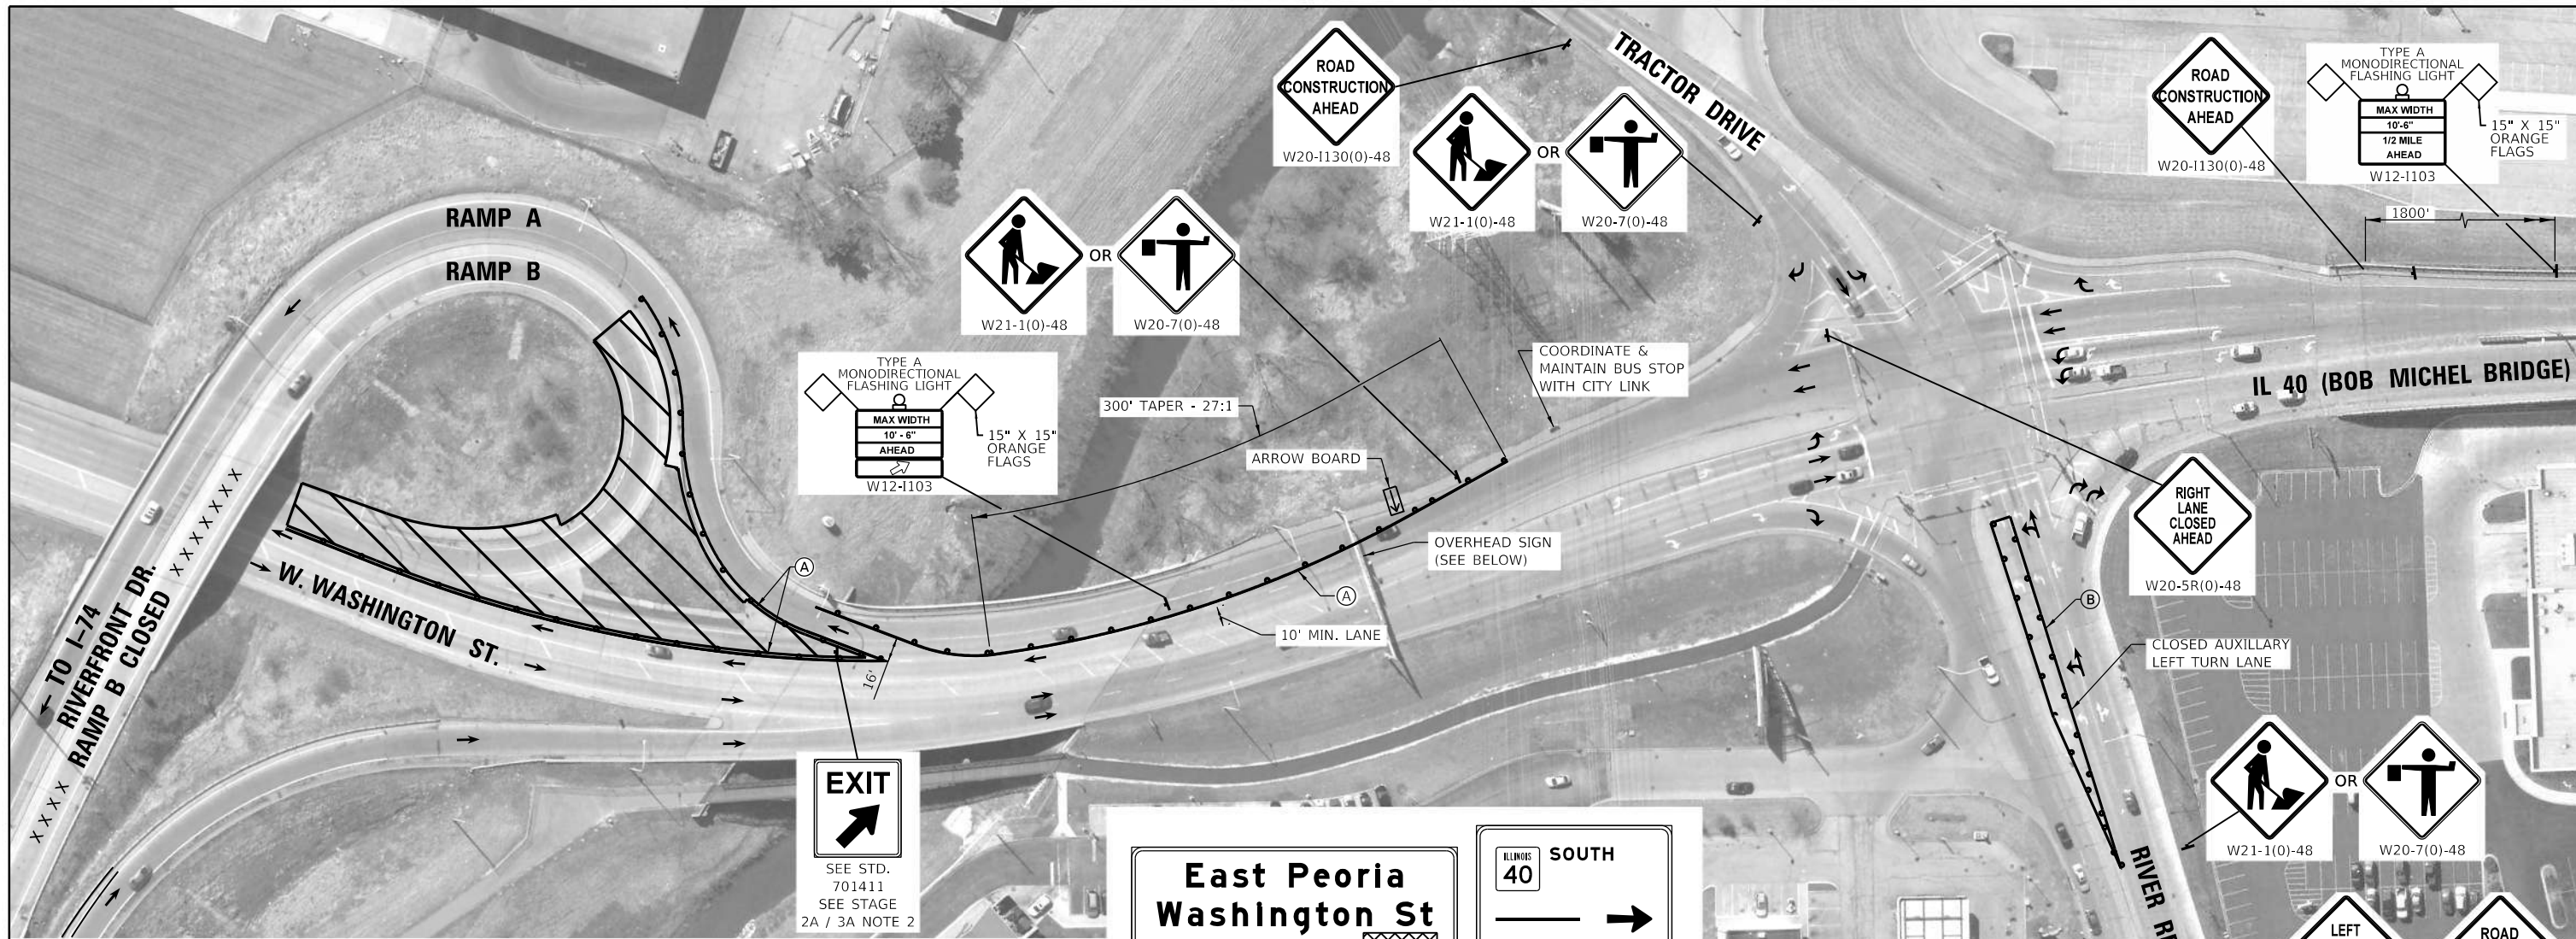 ROAD
CONSTRUCTION
AHEAD
W20-I130(0)-48
TRACTOR DRIVE
W21-1(0)-48
OR
W20-7(0)-48
ROAD
CONSTRUCTION
AHEAD
W20-I130(0)-48
TYPE A
MONODIRECTIONAL
FLASHING LIGHT
MAX WIDTH
10'-6"
1/2 MILE
AHEAD
W12-I103
15" X 15"
ORANGE
FLAGS
1800'
RAMP A
RAMP B
W21-1(0)-48
OR
W20-7(0)-48
TYPE A
MONODIRECTIONAL
FLASHING LIGHT
MAX WIDTH
10' - 6"
AHEAD
W12-I103
15" X 15"
ORANGE
FLAGS
300' TAPER - 27:1
COORDINATE &
MAINTAIN BUS STOP
WITH CITY LINK
IL 40 (BOB MICHEL BRIDGE)
ARROW BOARD
OVERHEAD SIGN
(SEE BELOW)
RIGHT
LANE
CLOSED
AHEAD
W20-5R(0)-48
A
A
B
10' MIN. LANE
CLOSED AUXILLARY
LEFT TURN LANE
16'
W. WASHINGTON ST.
TO I-74
RIVERFRONT DR.
XXXX RAMP B CLOSED XXXXXXX
EXIT
SEE STD.
701411
SEE STAGE
2A / 3A NOTE 2
East Peoria
Washington St
ILLINOIS
40
SOUTH
W21-1(0)-48
OR
W20-7(0)-48
RIVER
LEFT
ROAD